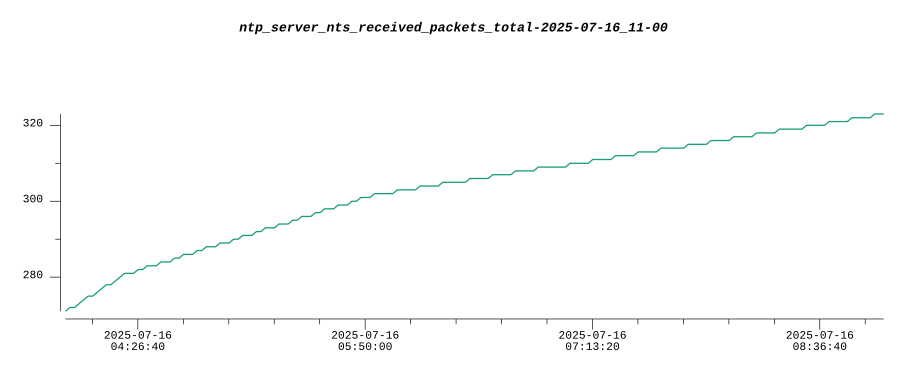 ntp_server_nts_received_packets_total-2025-07-16_11-00
320
300
280
2025-07-16 2025-07-16 2025-07-16 2025-07-16
04:26:40 05:50:00 07:13:20 08:36:40